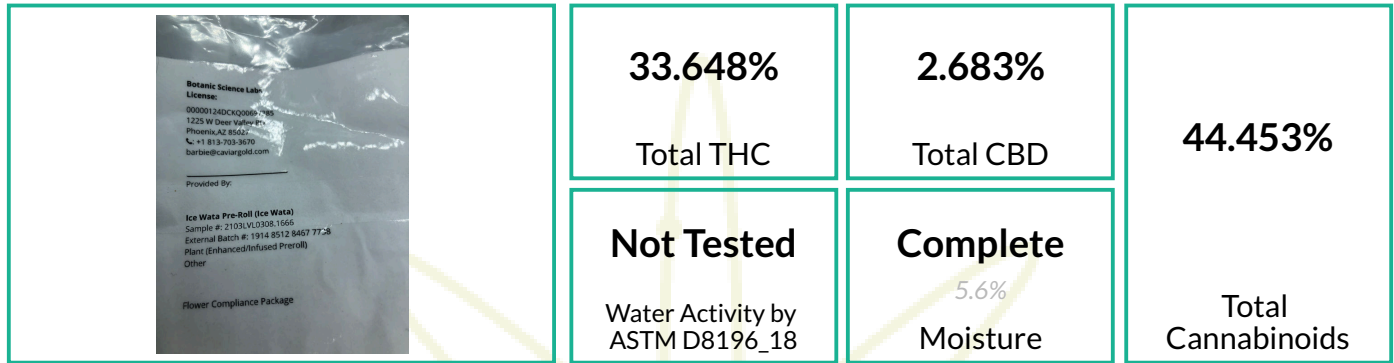 Botanic Science Labs
License:
1225 W Deer Valley
Phoenix,AZ 85027
+1 813-703-3670
barbie@caviargold.com
Provided By:
Ice Wata Pre-Roll (Ice Wata)
Sample #: 2103LVL0308.1666
External Batch #: 1914 8512 8467
Plant (Enhanced/Infused Preroll)
Other
Flower Compliance Package
33.648%
Total THC
2.683%
Total CBD
Not Tested
Water Activity by
ASTM D8196_18
Complete
5.6%
Moisture
44.453%
Total
Cannabinoids